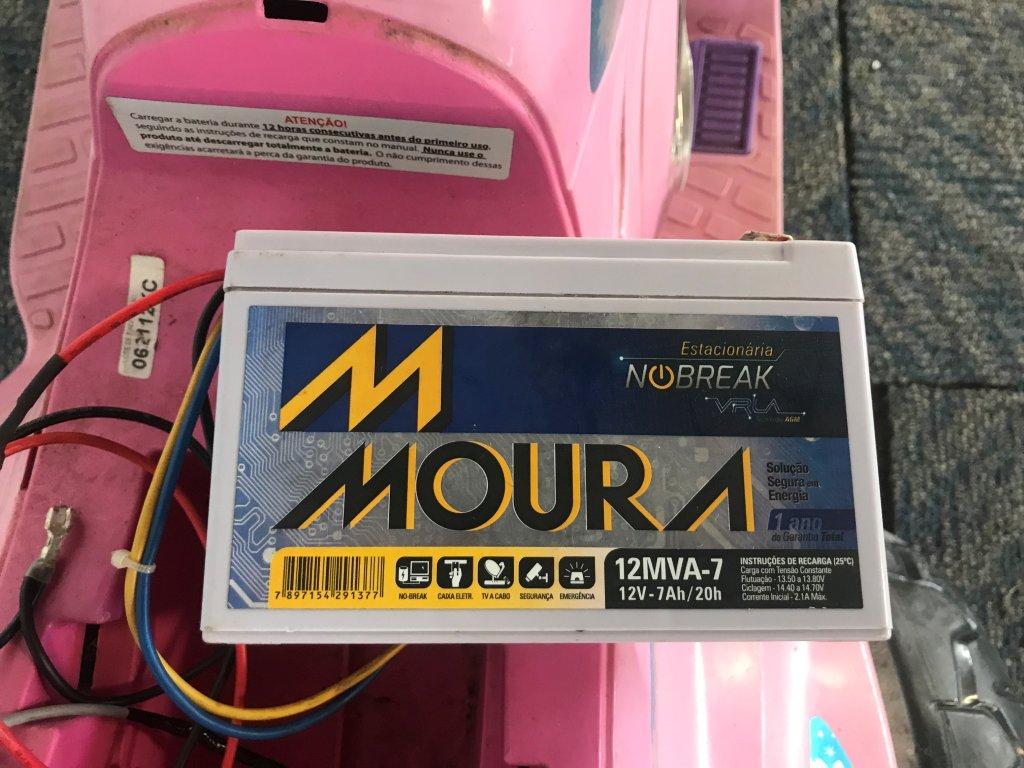 ATENÇÃO!
Carregar a bateria durante 12 horas consecutivas antes do primeiro uso,
seguindo as instruções de recarga que constam no manual. Nunca use o
produto até descarregar totalmente a bateria. O não cumprimento dessas
exigências acarretará a perca da garantia do produto.
Estacionária
NOBREAK
VRLA
AGM
MOURA
Solução
Segura em
Energia
1 ano
de Garantia Total
7 897154 291377
NO-BREAK
CAIXA ELETR.
TV A CABO
SEGURANÇA
EMERGÊNCIA
12MVA-7
12V - 7Ah/20h
INSTRUÇÕES DE RECARGA (25°C)
Carga com Tensão Constante
Flutuação - 13.50 a 13.80V
Ciclagem - 14.40 a 14.70V
Corrente Inicial - 2.1A Máx.